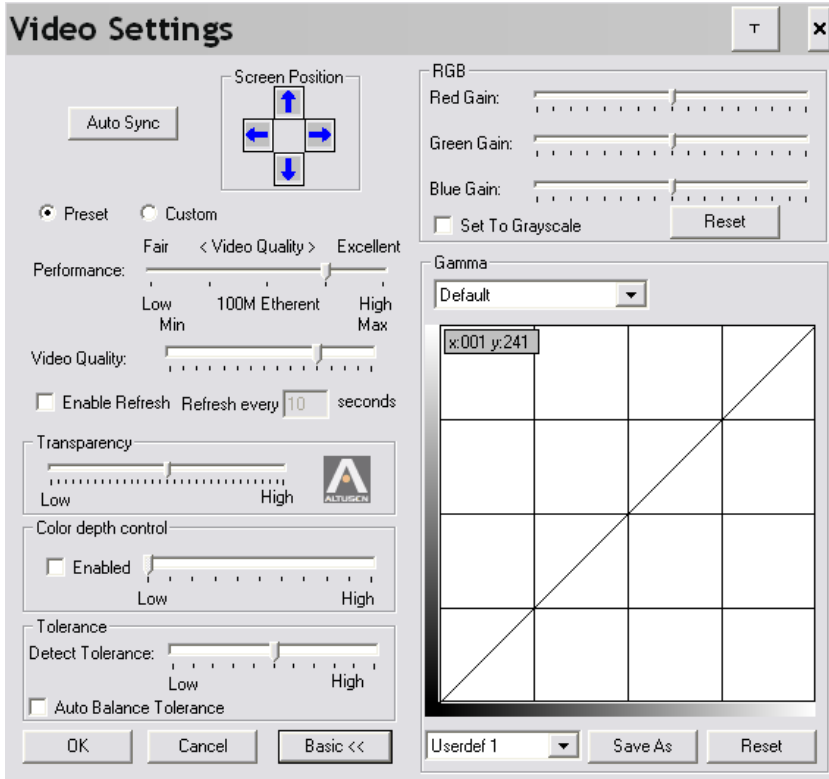 Video Settings
T
×
Auto Sync
Screen Position
Preset
Custom
Fair < Video Quality > Excellent
Performance:
Low 100M Etherent High
Min Max
Video Quality:
Enable Refresh Refresh every 10 seconds
Transparency
Low High
ALTUSEN
Color depth control
Enabled
Low High
Tolerance
Detect Tolerance:
Low High
Auto Balance Tolerance
OK
Cancel
Basic <<
RGB
Red Gain:
Green Gain:
Blue Gain:
Set To Grayscale
Reset
Gamma
Default
x:001 y:241
Userdef 1
Save As
Reset